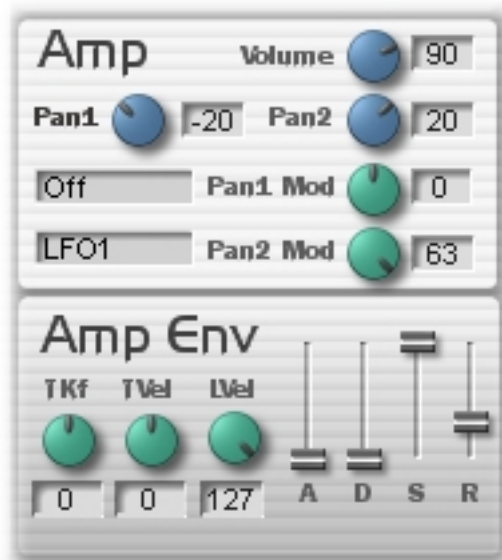 Amp Volume 90
Pan1 -20 Pan2 20
Off Pan1 Mod 0
LFO1 Pan2 Mod 63
Amp Env
TKf TVel LVel
0 0 127 A D S R